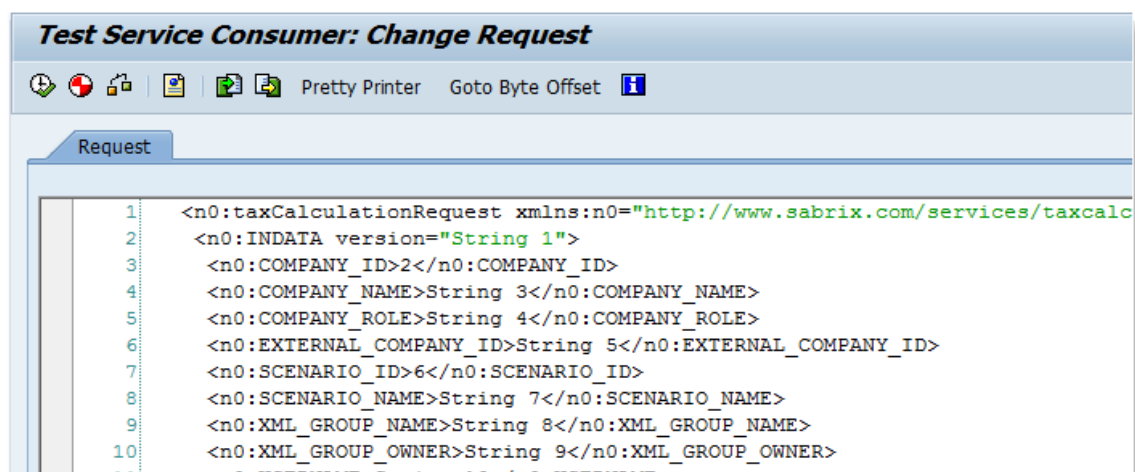 Test Service Consumer: Change Request
Pretty Printer Goto Byte Offset
Request
1 <n0:taxCalculationRequest xmlns:n0="http://www.sabrix.com/services/taxcalc
2 <n0:INDATA version="String 1">
3 <n0:COMPANY_ID>2</n0:COMPANY_ID>
4 <n0:COMPANY_NAME>String 3</n0:COMPANY_NAME>
5 <n0:COMPANY_ROLE>String 4</n0:COMPANY_ROLE>
6 <n0:EXTERNAL_COMPANY_ID>String 5</n0:EXTERNAL_COMPANY_ID>
7 <n0:SCENARIO_ID>6</n0:SCENARIO_ID>
8 <n0:SCENARIO_NAME>String 7</n0:SCENARIO_NAME>
9 <n0:XML_GROUP_NAME>String 8</n0:XML_GROUP_NAME>
10 <n0:XML_GROUP_OWNER>String 9</n0:XML_GROUP_OWNER>